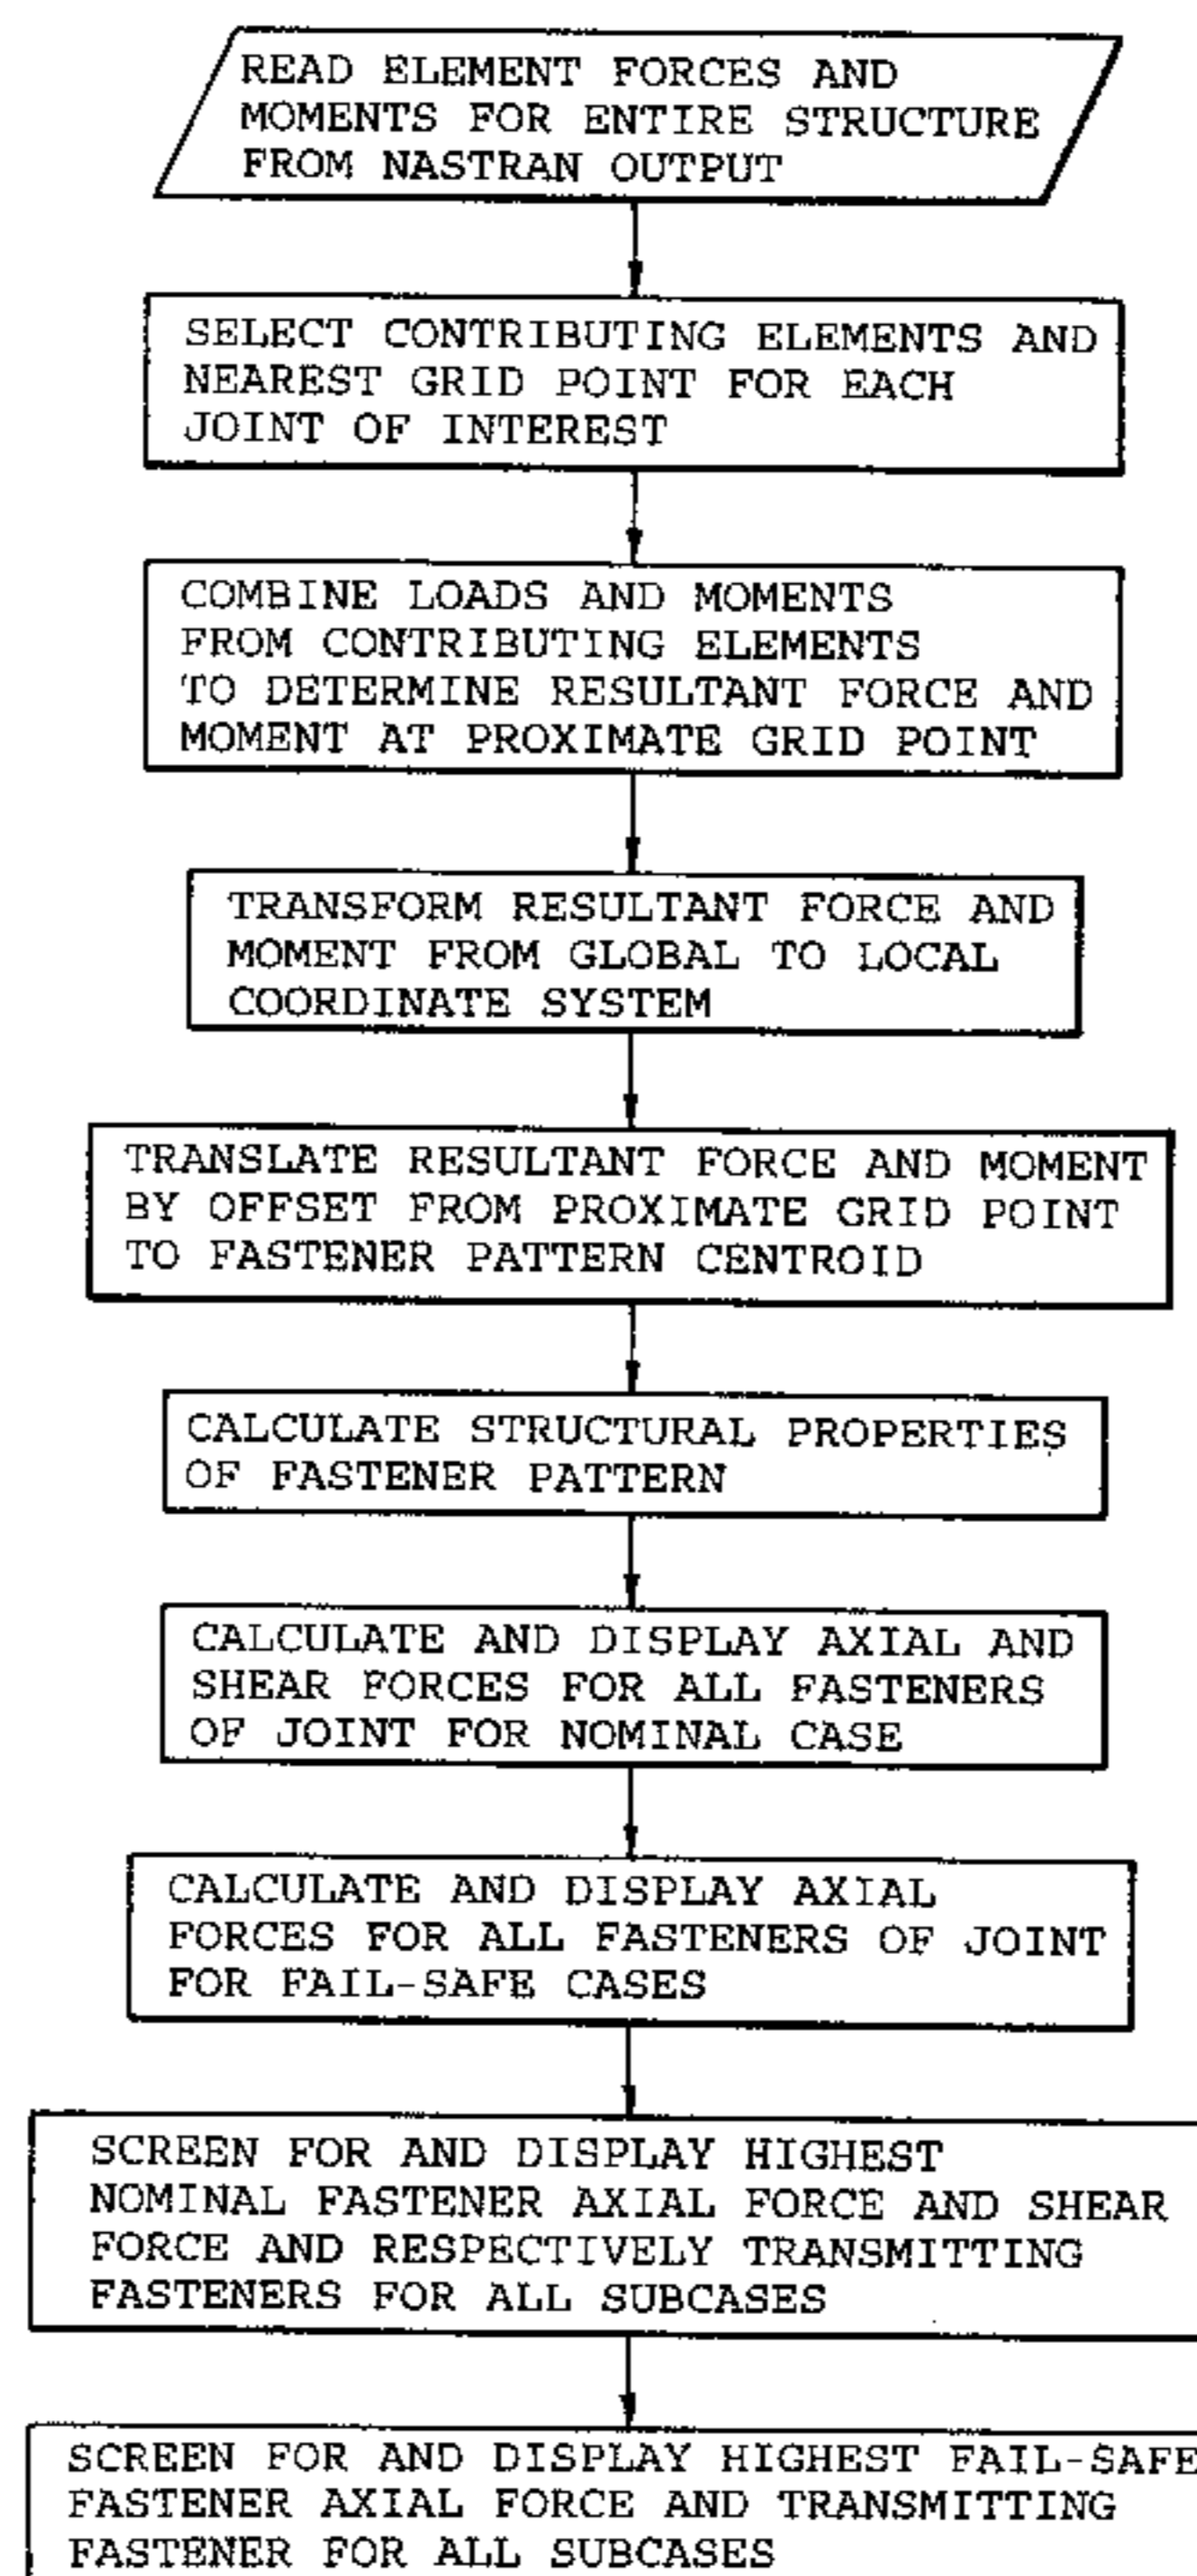 READ ELEMENT FORCES AND
MOMENTS FOR ENTIRE STRUCTURE
FROM NASTRAN OUTPUT
SELECT CONTRIBUTING ELEMENTS AND
NEAREST GRID POINT FOR EACH
JOINT OF INTEREST
COMBINE LOADS AND MOMENTS
FROM CONTRIBUTING ELEMENTS
TO DETERMINE RESULTANT FORCE AND
MOMENT AT PROXIMATE GRID POINT
TRANSFORM RESULTANT FORCE AND
MOMENT FROM GLOBAL TO LOCAL
COORDINATE SYSTEM
TRANSLATE RESULTANT FORCE AND MOMENT
BY OFFSET FROM PROXIMATE GRID POINT
TO FASTENER PATTERN CENTROID
CALCULATE STRUCTURAL PROPERTIES
OF FASTENER PATTERN
CALCULATE AND DISPLAY AXIAL AND
SHEAR FORCES FOR ALL FASTENERS
OF JOINT FOR NOMINAL CASE
CALCULATE AND DISPLAY AXIAL
FORCES FOR ALL FASTENERS OF JOINT
FOR FAIL-SAFE CASES
SCREEN FOR AND DISPLAY HIGHEST
NOMINAL FASTENER AXIAL FORCE AND SHEAR
FORCE AND RESPECTIVELY TRANSMITTING
FASTENERS FOR ALL SUBCASES
SCREEN FOR AND DISPLAY HIGHEST FAIL-SAFE
FASTENER AXIAL FORCE AND TRANSMITTING
FASTENER FOR ALL SUBCASES